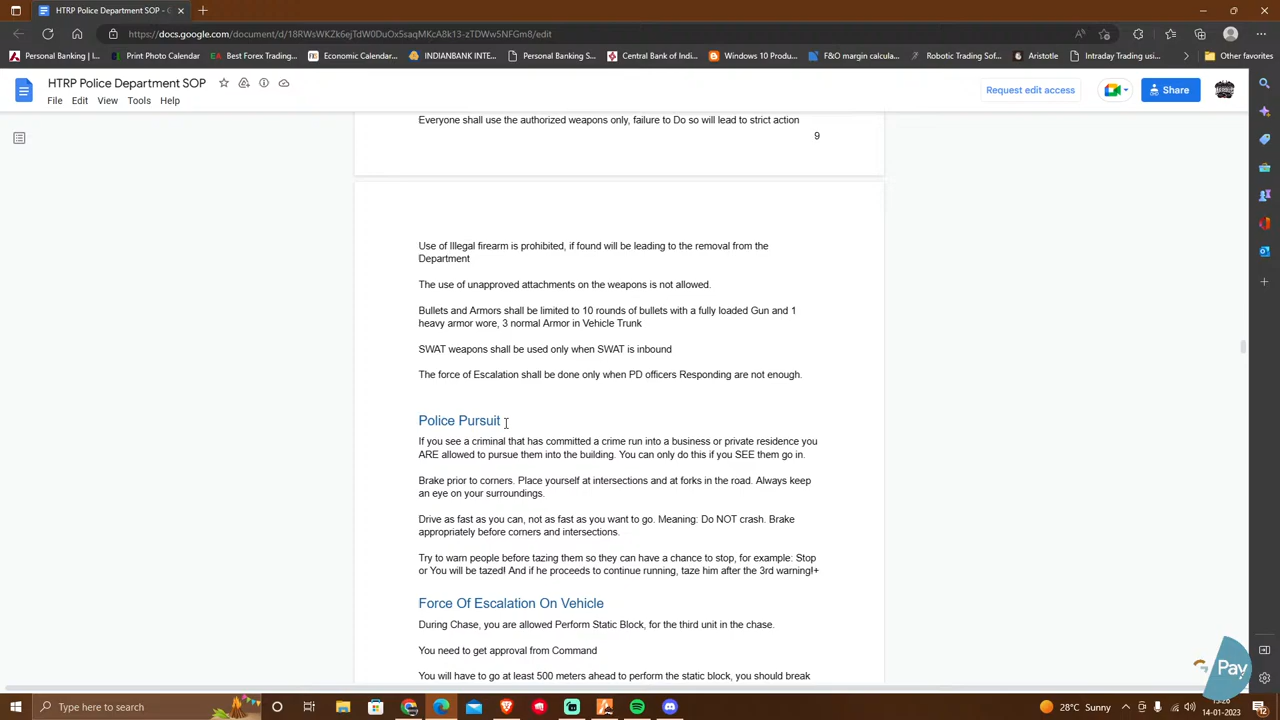 HTRP Police Department SOP - G
https://docs.google.com/document/d/18RWsWKZk6ejTdW0DuOx5saqMKcA8k13-zTDWw5NFGm8/edit
Personal Banking | I...
Print Photo Calendar
Best Forex Trading...
Economic Calendar...
INDIANBANK INTE...
Personal Banking S...
Central Bank of Ind...
Windows 10 Produ...
F&O margin calcula...
Robotic Trading Sof...
Aristotle
Intraday Trading us...
Other favorites
HTRP Police Department SOP
File Edit View Tools Help
Request edit access
Share
Everyone shall use the authorized weapons only, failure to Do so will lead to strict action
9
Use of Illegal firearm is prohibited, if found will be leading to the removal from the
Department
The use of unapproved attachments on the weapons is not allowed.
Bullets and Armors shall be limited to 10 rounds of bullets with a fully loaded Gun and 1
heavy armor wore, 3 normal Armor in Vehicle Trunk
SWAT weapons shall be used only when SWAT is inbound
The force of Escalation shall be done only when PD officers Responding are not enough.
Police Pursuit
If you see a criminal that has committed a crime run into a business or private residence you
ARE allowed to pursue them into the building. You can only do this if you SEE them go in.
Brake prior to corners. Place yourself at intersections and at forks in the road. Always keep
an eye on your surroundings.
Drive as fast as you can, not as fast as you want to go. Meaning: Do NOT crash. Brake
appropriately before corners and intersections.
Try to warn people before tazing them so they can have a chance to stop, for example: Stop
or You will be tazed! And if he proceeds to continue running, taze him after the 3rd warning!+
Force Of Escalation On Vehicle
During Chase, you are allowed Perform Static Block, for the third unit in the chase.
You need to get approval from Command
You will have to go at least 500 meters ahead to perform the static block, you should break
Pay
Type here to search
28°C Sunny
14-01-2023